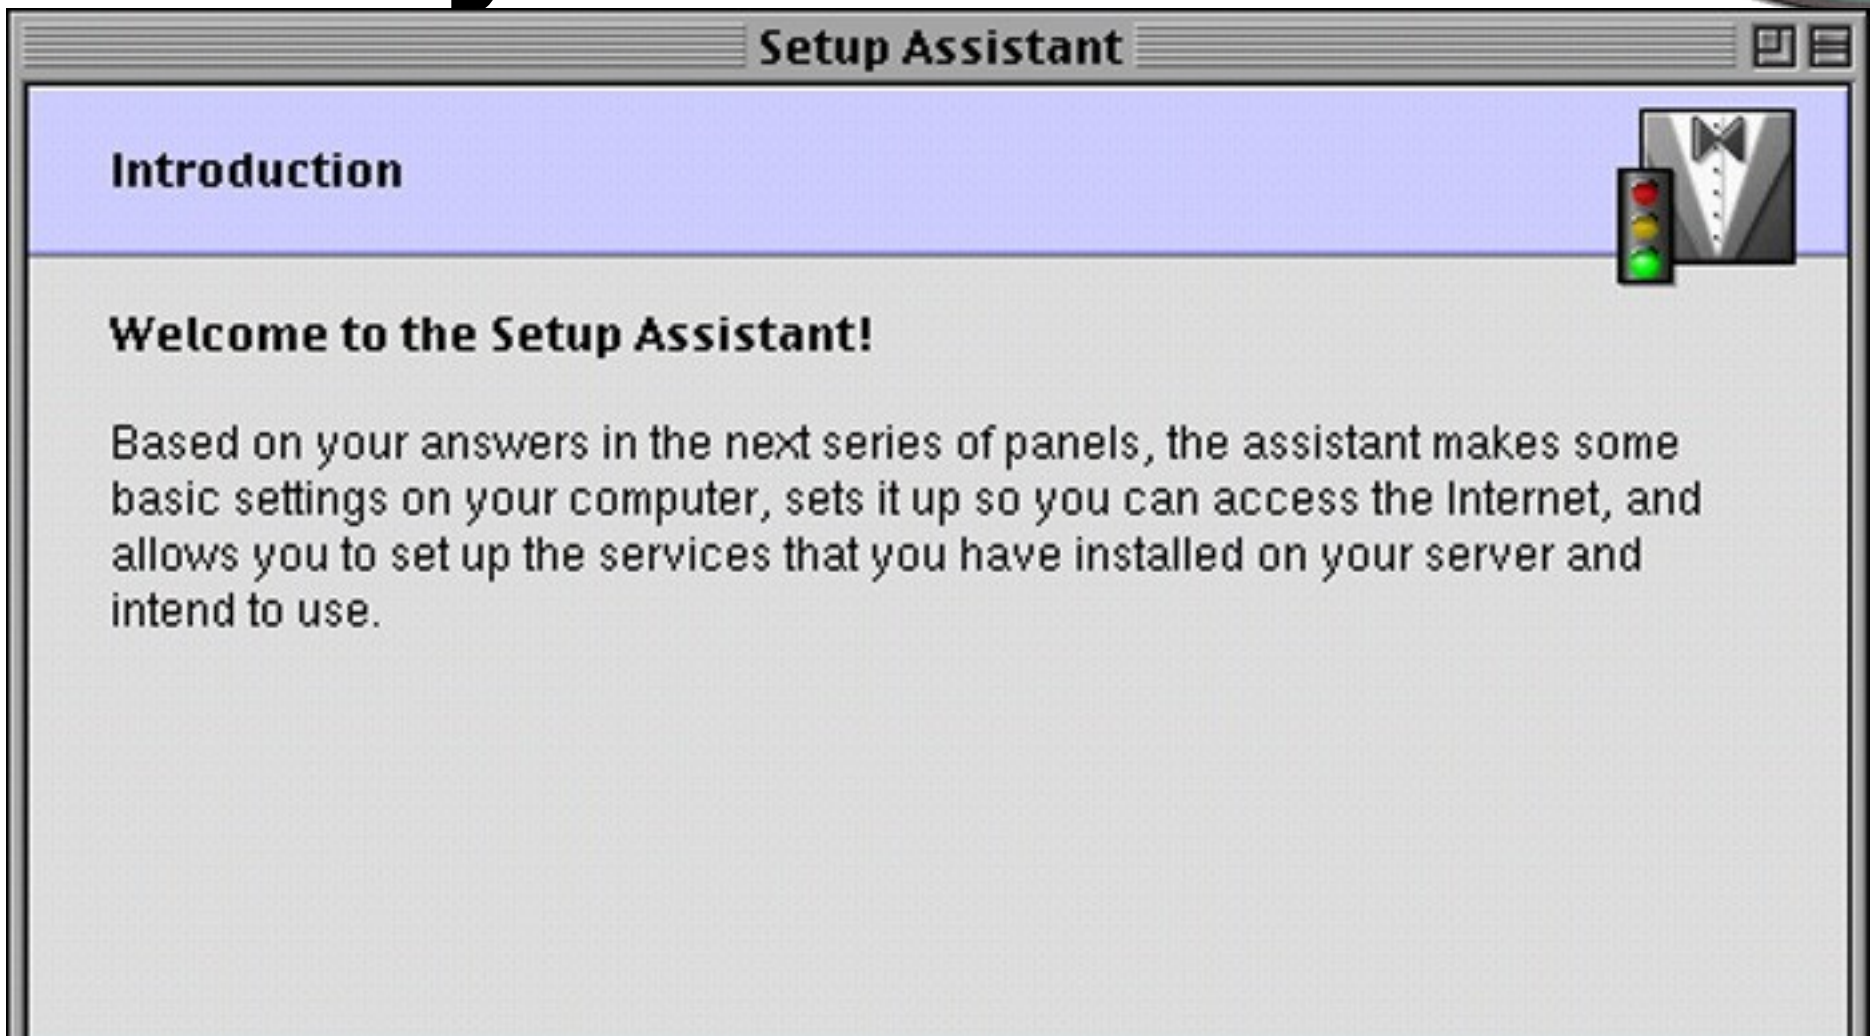 Setup Assistant
Introduction
Welcome to the Setup Assistant!
Based on your answers in the next series of panels, the assistant makes some
basic settings on your computer, sets it up so you can access the Internet, and
allows you to set up the services that you have installed on your server and
intend to use.